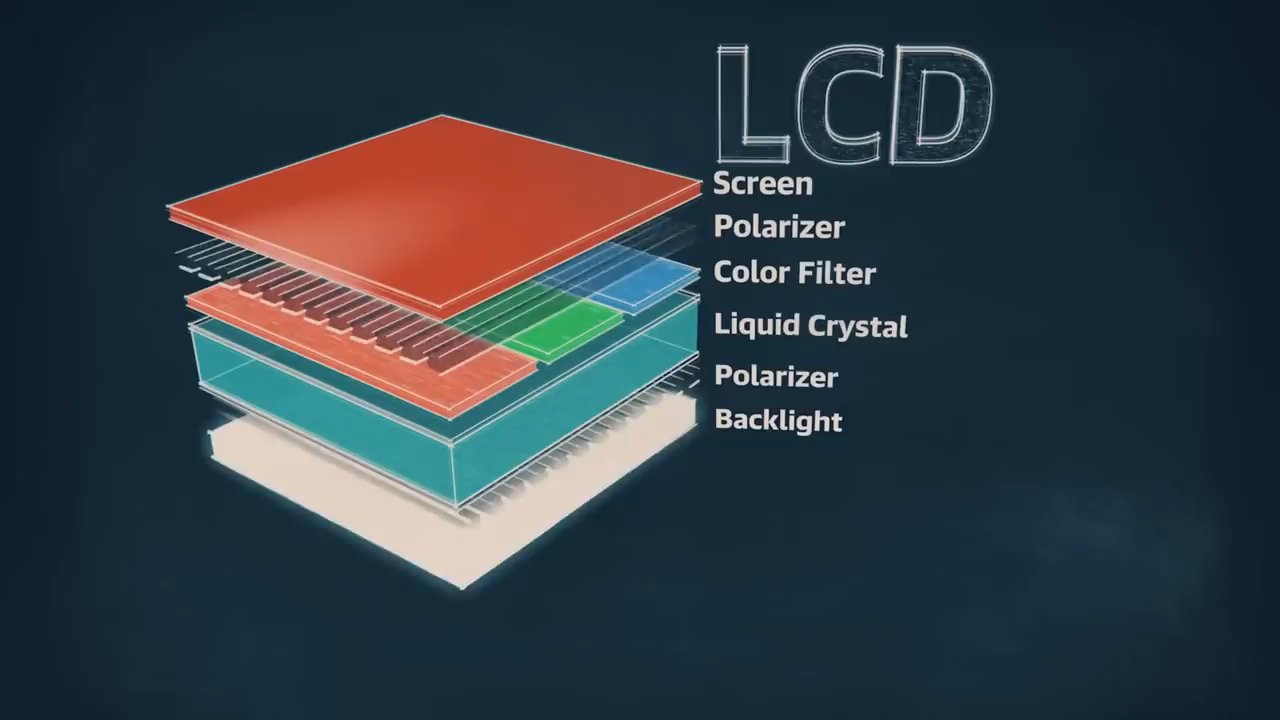 LCD
Screen
Polarizer
Color Filter
Liquid Crystal
Polarizer
Backlight